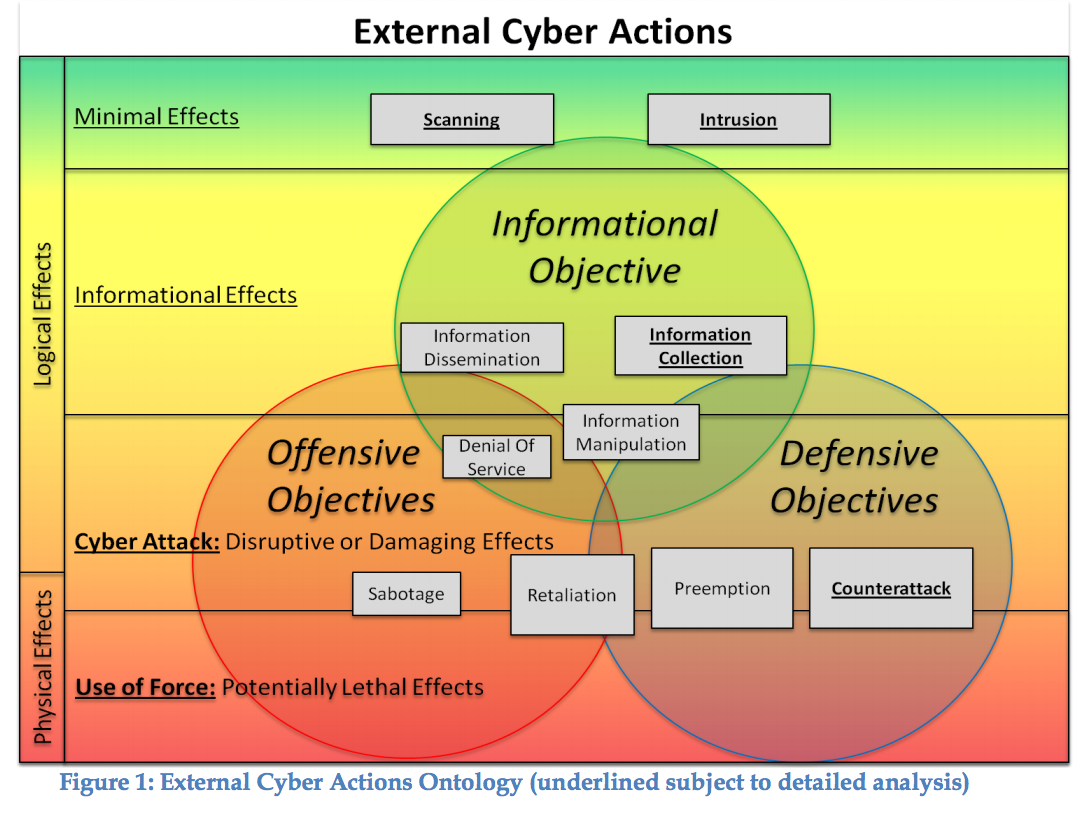 External Cyber Actions
Minimal Effects
Scanning
Intrusion
Logical Effects
Informational Effects
Informational
Objective
Information
Dissemination
Information
Collection
Information
Manipulation
Offensive
Objectives
Denial Of
Service
Defensive
Objectives
Cyber Attack: Disruptive or Damaging Effects
Physical Effects
Sabotage
Retaliation
Preemption
Counterattack
Use of Force: Potentially Lethal Effects
Figure 1: External Cyber Actions Ontology (underlined subject to detailed analysis)